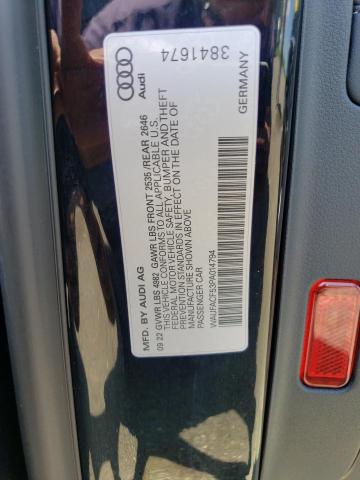 Audi
3841674
GERMANY
MFD. BY AUDI AG
09.22 GVWR LBS 4982 GAWR LBS FRONT 2535 /REAR 2646
THIS VEHICLE CONFORMS TO ALL APPLICABLE U.S.
FEDERAL MOTOR VEHICLE SAFETY, BUMPER AND THEFT
PREVENTION STANDARDS IN EFFECT ON THE DATE OF
MANUFACTURE SHOWN ABOVE
PASSENGER CAR
WAUFACF53PA014794